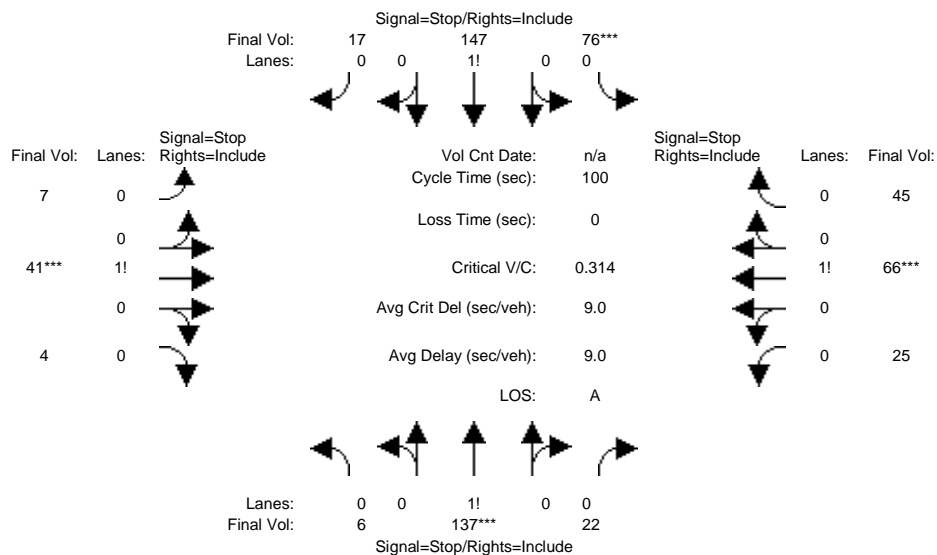 Signal=Stop/Rights=Include
Final Vol: 17 147 76***
Lanes: 0 0 1! 0 0
Signal=Stop
Final Vol: Lanes: Rights=Include
Vol Cnt Date: n/a
Signal=Stop
Rights=Include Lanes: Final Vol:
Cycle Time (sec): 100
7 0
0 45
Loss Time (sec): 0
0
0
41*** 1!
Critical V/C: 0.314
1! 66***
0
Avg Crit Del (sec/veh): 9.0
0
4 0
Avg Delay (sec/veh): 9.0
0 25
LOS: A
Lanes: 0 0 1! 0 0
Final Vol: 6 137*** 22
Signal=Stop/Rights=Include